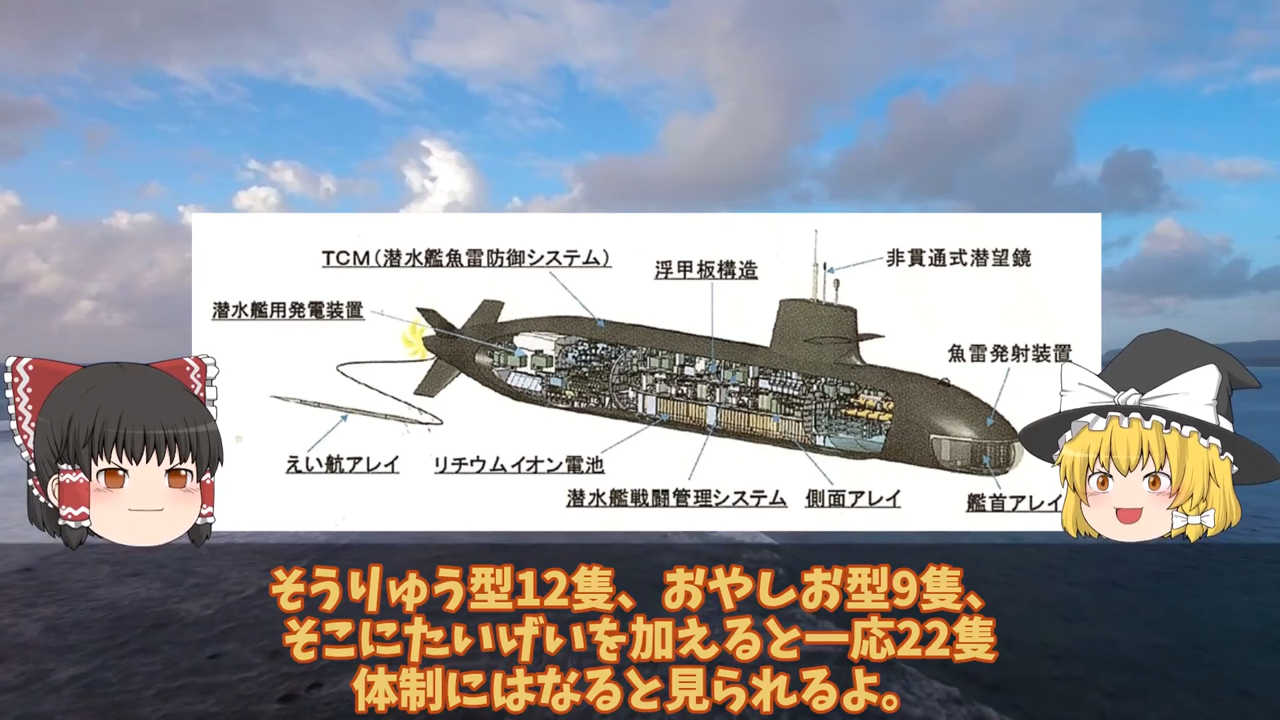 TCM(潜水艦魚雷防御システム)
浮甲板構造
非貫通式潜望鏡
潜水艦用発電装置
魚雷発射装置
えい航アレイ
リチウムイオン電池
潜水艦戦闘管理システム
側面アレイ
艦首アレイ
そうりゅう型12隻、おやしお型9隻、
そこにたいげいを加えると一応22隻
体制にはなると見られるよ。